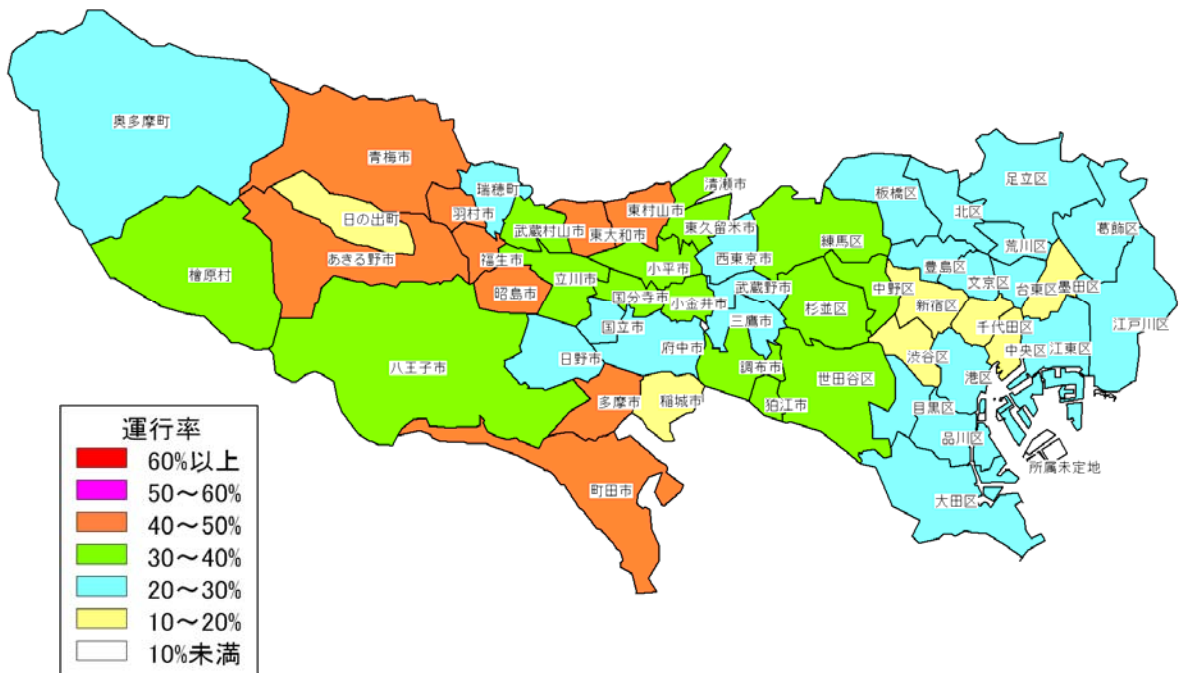 奥多摩町
青梅市
瑞穂町
清瀬市
板橋区
足立区
羽村市
東村山市
北区
日の出町
武蔵村山市
東大和市
東久留米市
練馬区
荒川区
葛飾区
あきる野市
福生市
小平市
西東京市
豊島区
文京区
台東区
墨田区
檜原村
昭島市
立川市
国分寺市
小金井市
武蔵野市
杉並区
中野区
新宿区
千代田区
江戸川区
国立市
三鷹市
日野市
府中市
渋谷区
中央区
江東区
八王子市
調布市
世田谷区
港区
多摩市
稲城市
狛江市
目黒区
品川区
町田市
所属未定地
大田区
運行率
60%以上
50～60%
40～50%
30～40%
20～30%
10～20%
10%未満